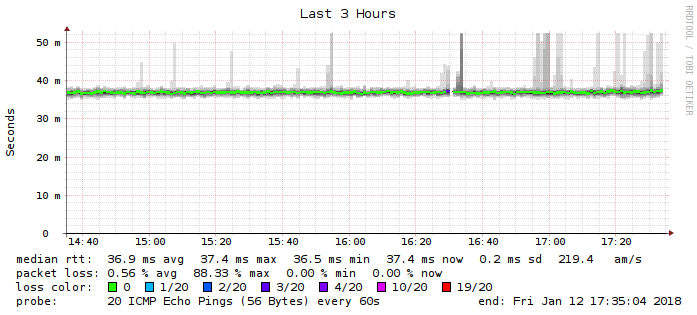 Last 3 Hours
RRDTOOL / TOBI OETIKER
Seconds
50 m
40 m
30 m
20 m
10 m
0
14:40 15:00 15:20 15:40 16:00 16:20 16:40 17:00 17:20
median rtt: 36.9 ms avg 37.4 ms max 36.5 ms min 37.4 ms now 0.2 ms sd 219.4 am/s
packet loss: 0.56 % avg 88.33 % max 0.00 % min 0.00 % now
loss color: 0 1/20 2/20 3/20 4/20 10/20 19/20
probe: 20 ICMP Echo Pings (56 Bytes) every 60s end: Fri Jan 12 17:35:04 2018